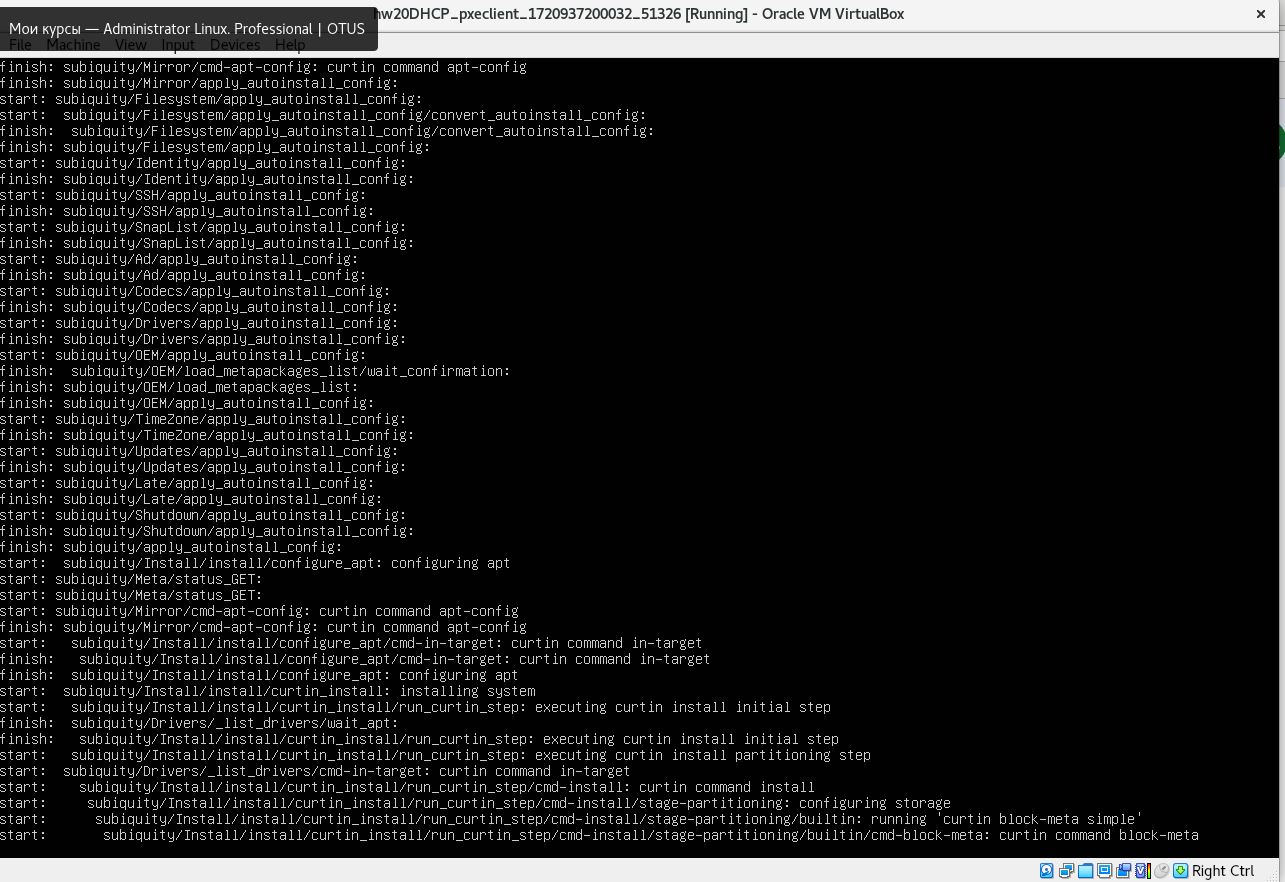 hw20DHCP_pxeclient_1720937200032_51326 [Running] - Oracle VM VirtualBox
Мои курсы — Administrator Linux. Professional | OTUS
File Machine View Input Devices Help
finish: subiquity/Mirror/cmd-apt-config: curtin command apt-config
finish: subiquity/Mirror/apply_autoinstall_config:
start: subiquity/Filesystem/apply_autoinstall_config:
start:  subiquity/Filesystem/apply_autoinstall_config/convert_autoinstall_config:
finish:  subiquity/Filesystem/apply_autoinstall_config/convert_autoinstall_config:
finish: subiquity/Filesystem/apply_autoinstall_config:
start: subiquity/Identity/apply_autoinstall_config:
finish: subiquity/Identity/apply_autoinstall_config:
start: subiquity/SSH/apply_autoinstall_config:
finish: subiquity/SSH/apply_autoinstall_config:
start: subiquity/SnapList/apply_autoinstall_config:
finish: subiquity/SnapList/apply_autoinstall_config:
start: subiquity/Ad/apply_autoinstall_config:
finish: subiquity/Ad/apply_autoinstall_config:
start: subiquity/Codecs/apply_autoinstall_config:
finish: subiquity/Codecs/apply_autoinstall_config:
start: subiquity/Drivers/apply_autoinstall_config:
finish: subiquity/Drivers/apply_autoinstall_config:
start: subiquity/OEM/apply_autoinstall_config:
finish:  subiquity/OEM/load_metapackages_list/wait_confirmation:
finish: subiquity/OEM/load_metapackages_list:
finish: subiquity/OEM/apply_autoinstall_config:
start: subiquity/TimeZone/apply_autoinstall_config:
finish: subiquity/TimeZone/apply_autoinstall_config:
start: subiquity/Updates/apply_autoinstall_config:
finish: subiquity/Updates/apply_autoinstall_config:
start: subiquity/Late/apply_autoinstall_config:
finish: subiquity/Late/apply_autoinstall_config:
start: subiquity/Shutdown/apply_autoinstall_config:
finish: subiquity/Shutdown/apply_autoinstall_config:
finish: subiquity/apply_autoinstall_config:
start:  subiquity/Install/install/configure_apt: configuring apt
start: subiquity/Meta/status_GET:
start: subiquity/Meta/status_GET:
start: subiquity/Mirror/cmd-apt-config: curtin command apt-config
finish: subiquity/Mirror/cmd-apt-config: curtin command apt-config
start:   subiquity/Install/install/configure_apt/cmd-in-target: curtin command in-target
finish:   subiquity/Install/install/configure_apt/cmd-in-target: curtin command in-target
finish:  subiquity/Install/install/configure_apt: configuring apt
start:  subiquity/Install/install/curtin_install: installing system
start:   subiquity/Install/install/curtin_install/run_curtin_step: executing curtin install initial step
finish:  subiquity/Drivers/_list_drivers/wait_apt:
finish:   subiquity/Install/install/curtin_install/run_curtin_step: executing curtin install initial step
start:   subiquity/Install/install/curtin_install/run_curtin_step: executing curtin install partitioning step
start:  subiquity/Drivers/_list_drivers/cmd-in-target: curtin command in-target
start:    subiquity/Install/install/curtin_install/run_curtin_step/cmd-install: curtin command install
start:     subiquity/Install/install/curtin_install/run_curtin_step/cmd-install/stage-partitioning: configuring storage
start:      subiquity/Install/install/curtin_install/run_curtin_step/cmd-install/stage-partitioning/builtin: running 'curtin block-meta simple'
start:       subiquity/Install/install/curtin_install/run_curtin_step/cmd-install/stage-partitioning/builtin/cmd-block-meta: curtin command block-meta
Right Ctrl